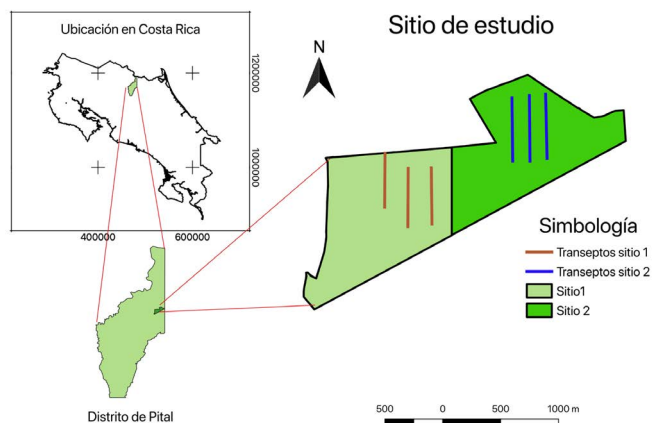 Ubicación en Costa Rica
1200000
1000000
400000
600000
Distrito de Pital
N
Sitio de estudio
Simbología
Transeptos sitio 1
Transeptos sitio 2
Sitio1
Sitio 2
500 0 500 1000 m